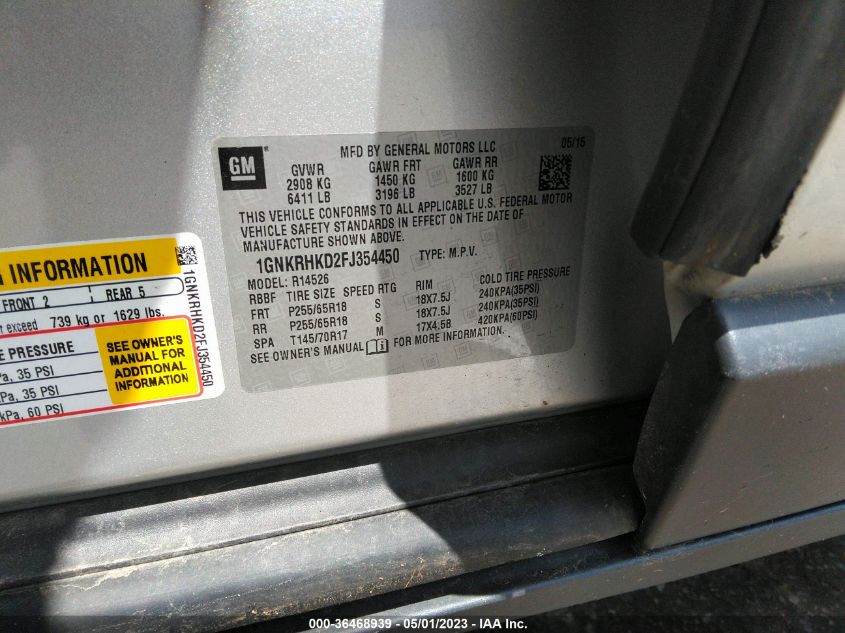 GM
MFD BY GENERAL MOTORS LLC 05/15
GVWR GAWR FRT GAWR RR
2908 KG 1450 KG 1600 KG
6411 LB 3196 LB 3527 LB
THIS VEHICLE CONFORMS TO ALL APPLICABLE U.S. FEDERAL MOTOR
VEHICLE SAFETY STANDARDS IN EFFECT ON THE DATE OF
MANUFACTURE SHOWN ABOVE.
1GNKRHKD2FJ354450 TYPE: M.P.V.
MODEL: R14526
RBBF TIRE SIZE SPEED RTG RIM COLD TIRE PRESSURE
FRT P255/65R18 S 18X7.5J 240KPA(35PSI)
RR P255/65R18 S 18X7.5J 240KPA(35PSI)
SPA T145/70R17 M 17X4.5B 420KPA(60PSI)
SEE OWNER'S MANUAL FOR MORE INFORMATION.
INFORMATION
FRONT 2 REAR 5
exceed 739 kg or 1629 lbs.
PRESSURE
35 PSI
35 PSI
kPa, 60 PSI
SEE OWNER'S
MANUAL FOR
ADDITIONAL
INFORMATION
1GNKRHKD2FJ354450
000-36468939 - 05/01/2023 - IAA Inc.